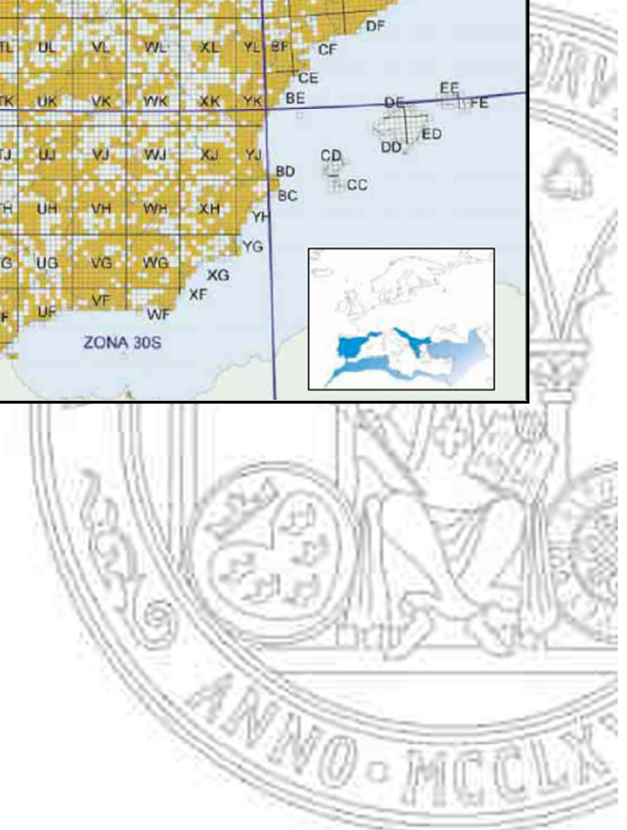 DF
TL UL VL WL XL YL BF CF
CE
TK UK VK WK XK YK BE
EE
DE FE
ED
TJ UJ VJ WJ XJ YJ DD
CD
BD
CC
TH UH VH WH XH BC
YH
YG
UG VG WG
XG
XF
VF
UF WF
ZONA 30S
ANNO · MCCLXV